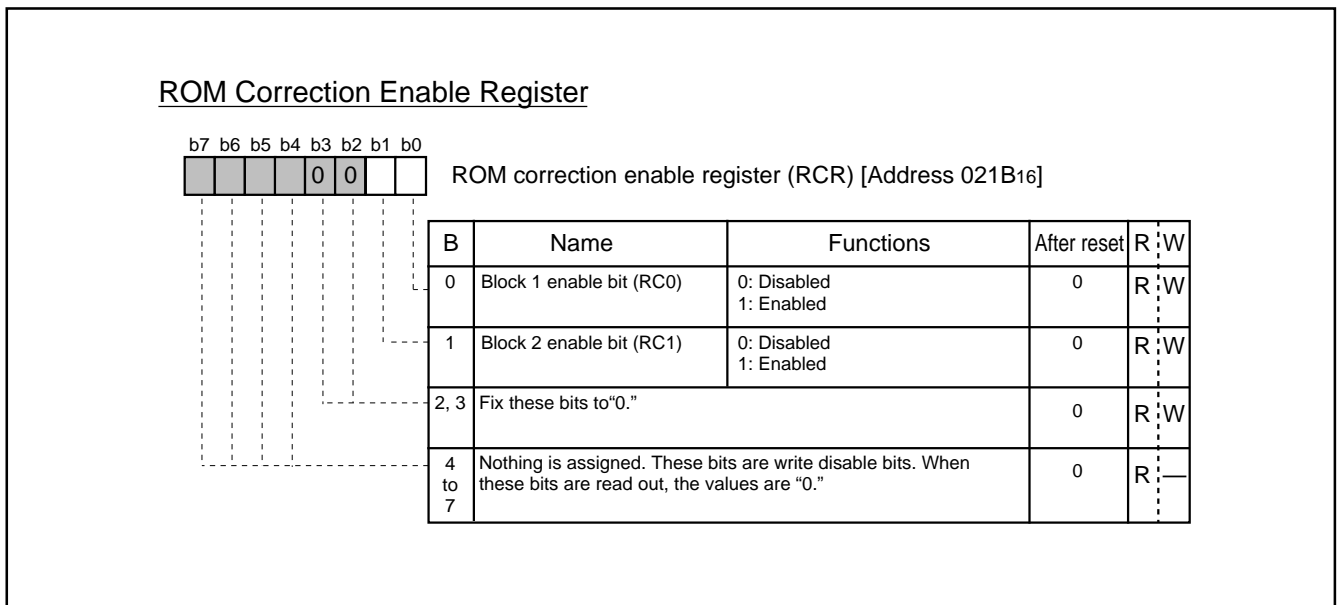 ROM Correction Enable Register
b7 b6 b5 b4 b3 b2 b1 b0
0 0
ROM correction enable register (RCR) [Address 021B16]
B Name Functions After reset R W
0 Block 1 enable bit (RC0) 0: Disabled 0 R W
1: Enabled
1 Block 2 enable bit (RC1) 0: Disabled 0 R W
1: Enabled
2, 3 Fix these bits to“0.” 0 R W
4 Nothing is assigned. These bits are write disable bits. When 0 R —
to these bits are read out, the values are “0.”
7